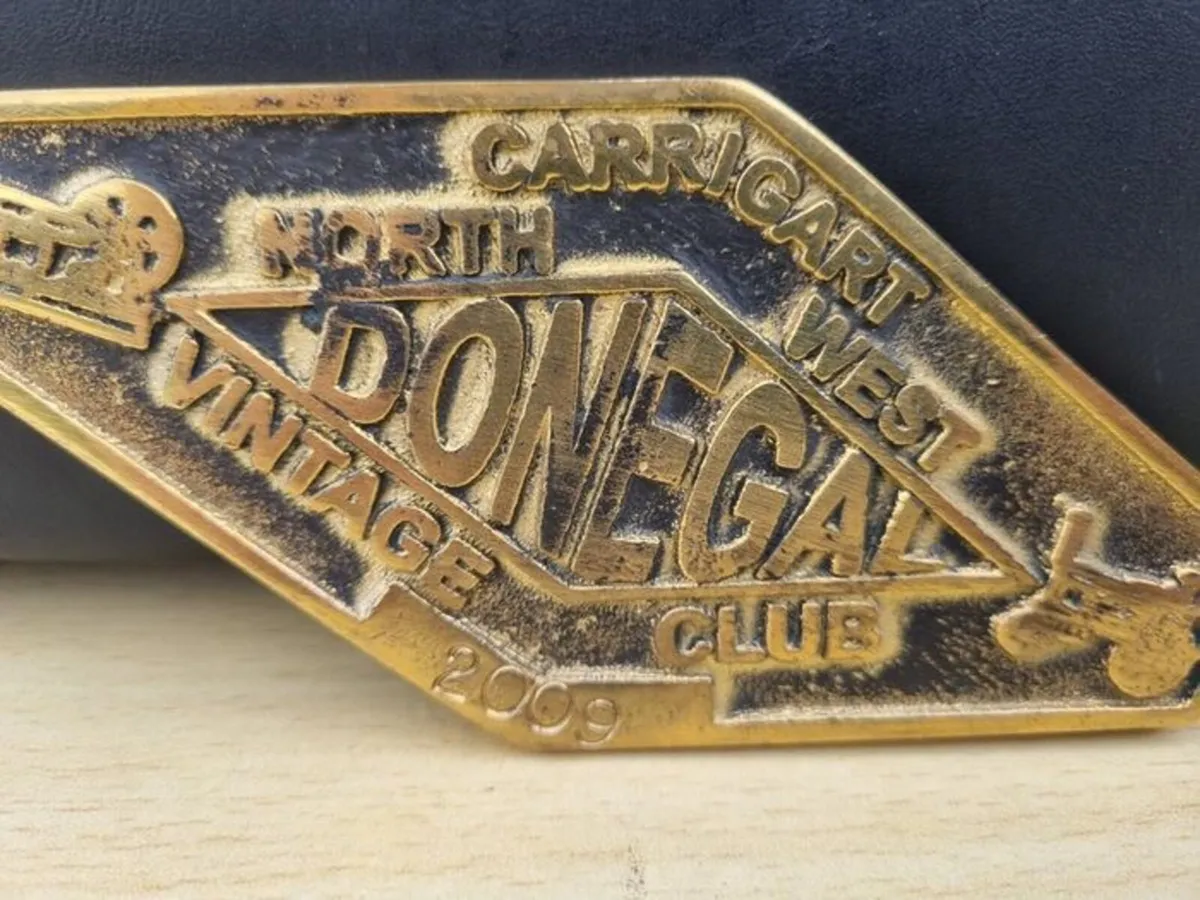 CARRIGART WEST
NORTH
DONEGAL
VINTAGE
CLUB
2009